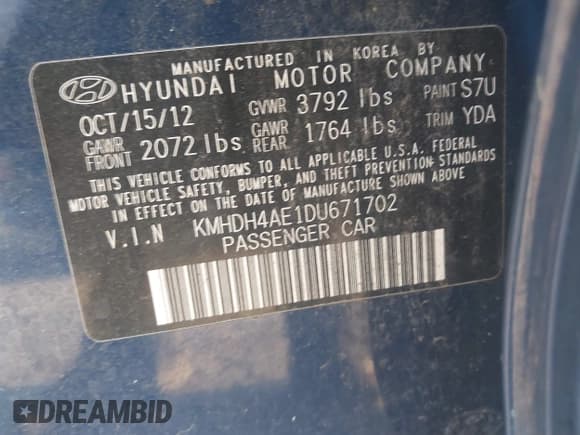 MANUFACTURED IN KOREA BY
HYUNDAI MOTOR COMPANY
OCT/15/12 GVWR 3792 lbs PAINT S7U
GAWR FRONT 2072 lbs GAWR REAR 1764 lbs TRIM YDA
THIS VEHICLE CONFORMS TO ALL APPLICABLE U.S.A. FEDERAL
MOTOR VEHICLE SAFETY, BUMPER, AND THEFT PREVENTION STANDARDS
IN EFFECT ON THE DATE OF MANUFACTURE SHOWN ABOVE
V.I.N KMHDH4AE1DU671702
PASSENGER CAR
DREAMBID